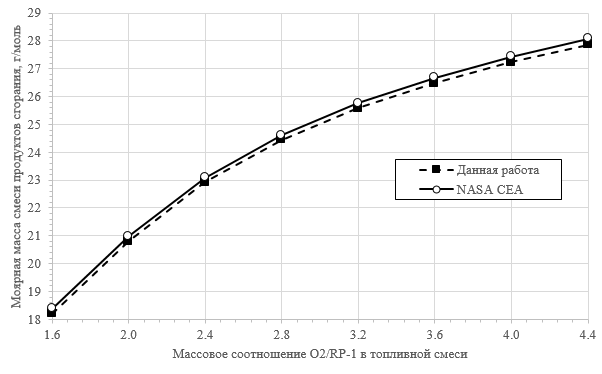 Моярная масса смеси продуктов сгорания, г/моль
29
28
27
26
25
24
23
22
21
20
19
18
1.6 2.0 2.4 2.8 3.2 3.6 4.0 4.4
Данная работа
NASA CEA
Массовое соотношение O2/RP-1 в топливной смеси